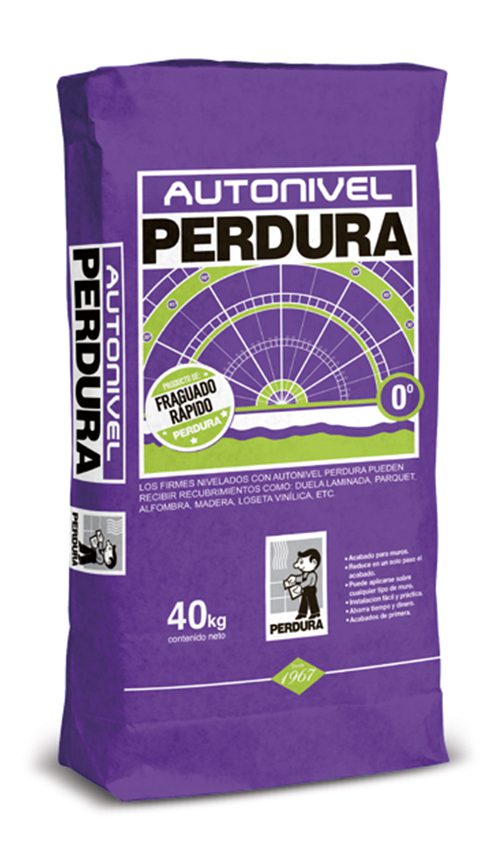 AUTONIVEL
PERDURA
PRODUCTO DE:
FRAGUADO
RÁPIDO
PERDURA
0°
LOS FIRMES NIVELADOS CON AUTONIVEL PERDURA PUEDEN
RECIBIR RECUBRIMIENTOS COMO: DUELA LAMINADA, PARQUET,
ALFOMBRA, MADERA, LOSETA VINÍLICA, ETC.
40kg
contenido neto
PERDURA
• Acabado para muros.
• Reduce en un solo paso el
acabado.
• Puede aplicarse sobre
cualquier tipo de muro.
• Instalación fácil y práctica.
• Ahorra tiempo y dinero.
• Acabados de primera.
Desde
1967
AUTONIVEL
PERDURA
PERDURA